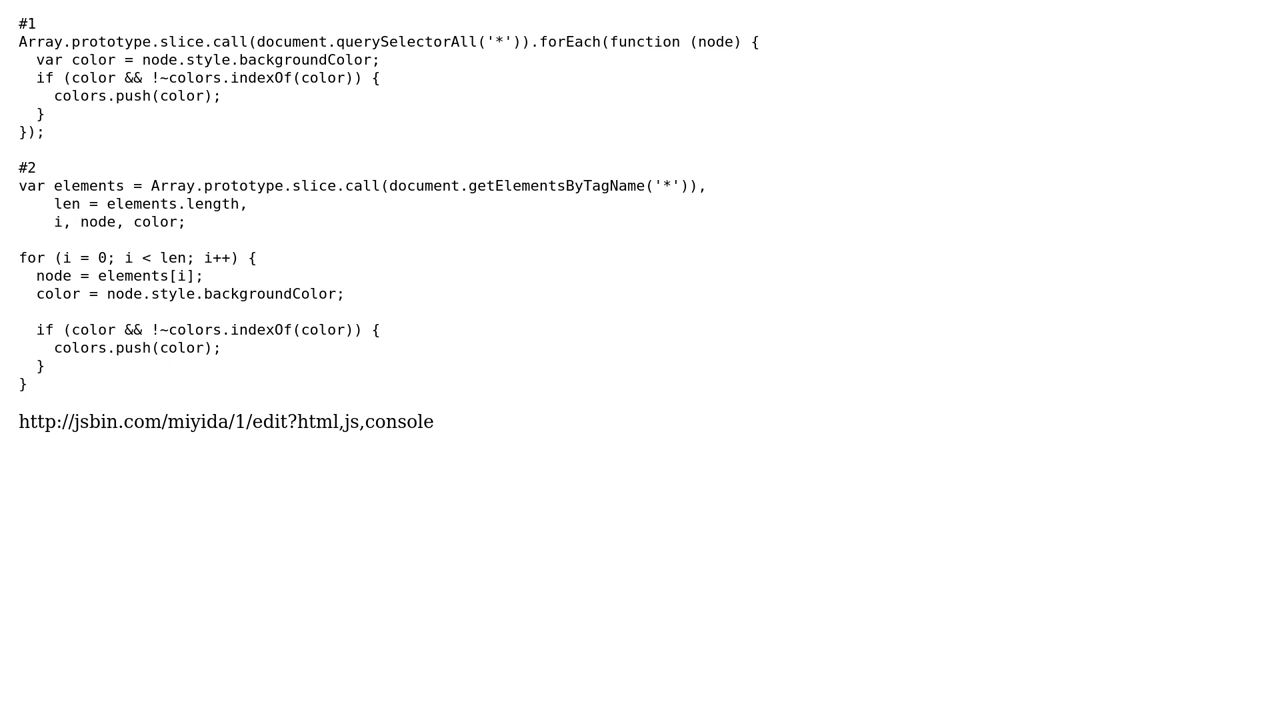 #1
Array.prototype.slice.call(document.querySelectorAll('*')).forEach(function (node) {
  var color = node.style.backgroundColor;
  if (color && !~colors.indexOf(color)) {
    colors.push(color);
  }
});

#2
var elements = Array.prototype.slice.call(document.getElementsByTagName('*')),
    len = elements.length,
    i, node, color;

for (i = 0; i < len; i++) {
  node = elements[i];
  color = node.style.backgroundColor;

  if (color && !~colors.indexOf(color)) {
    colors.push(color);
  }
}

http://jsbin.com/miyida/1/edit?html,js,console